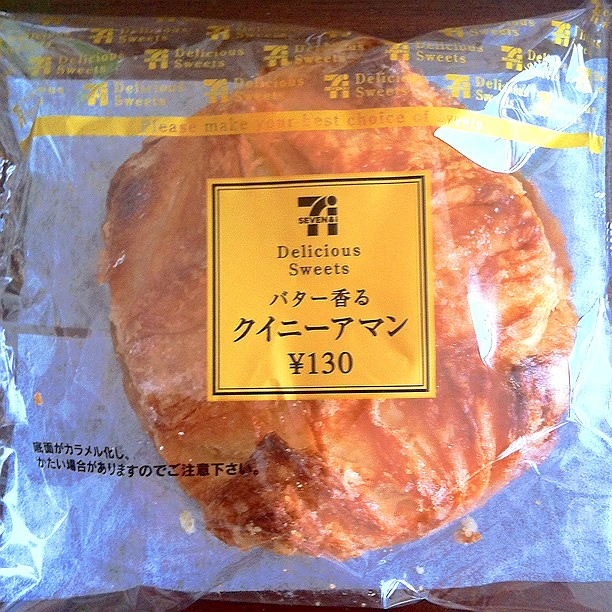 Delicious Sweets
Please make your best choice of
7i
SEVEN&i
Delicious
Sweets
バター香る
クイニーアマン
¥130
底面がカラメル化し、
かたい場合がありますのでご注意下さい。